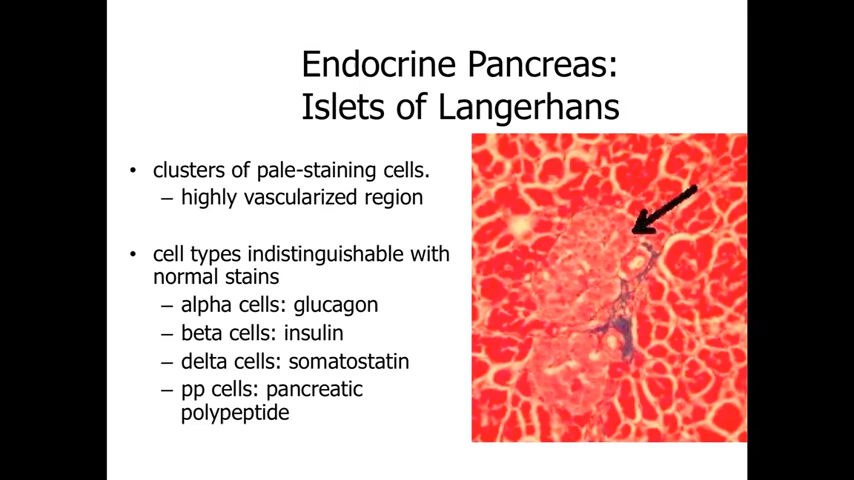 Endocrine Pancreas:
Islets of Langerhans
• clusters of pale-staining cells.
– highly vascularized region
• cell types indistinguishable with
normal stains
– alpha cells: glucagon
– beta cells: insulin
– delta cells: somatostatin
– pp cells: pancreatic
polypeptide